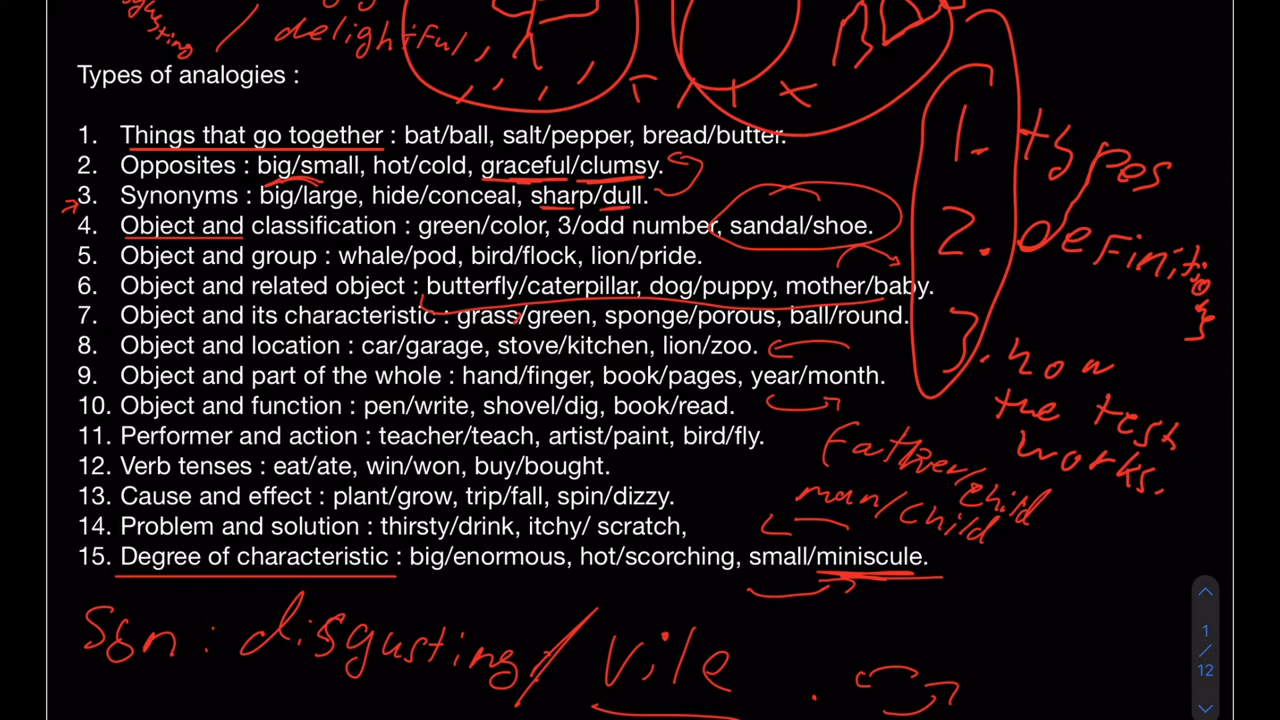 / delightful,
Types of analogies :
1. Things that go together : bat/ball, salt/pepper, bread/butter.
2. Opposites : big/small, hot/cold, graceful/clumsy.
3. Synonyms : big/large, hide/conceal, sharp/dull.
4. Object and classification : green/color, 3/odd number, sandal/shoe.
5. Object and group : whale/pod, bird/flock, lion/pride.
6. Object and related object : butterfly/caterpillar, dog/puppy, mother/baby.
7. Object and its characteristic : grass/green, sponge/porous, ball/round.
8. Object and location : car/garage, stove/kitchen, lion/zoo.
9. Object and part of the whole : hand/finger, book/pages, year/month.
10. Object and function : pen/write, shovel/dig, book/read.
11. Performer and action : teacher/teach, artist/paint, bird/fly.
12. Verb tenses : eat/ate, win/won, buy/bought.
13. Cause and effect : plant/grow, trip/fall, spin/dizzy.
14. Problem and solution : thirsty/drink, itchy/ scratch,
15. Degree of characteristic : big/enormous, hot/scorching, small/miniscule.
1. types
2. definitions
3. how
the test
works.
Father/child
man/child
Syn : disgusting/ vile .
1
/
12